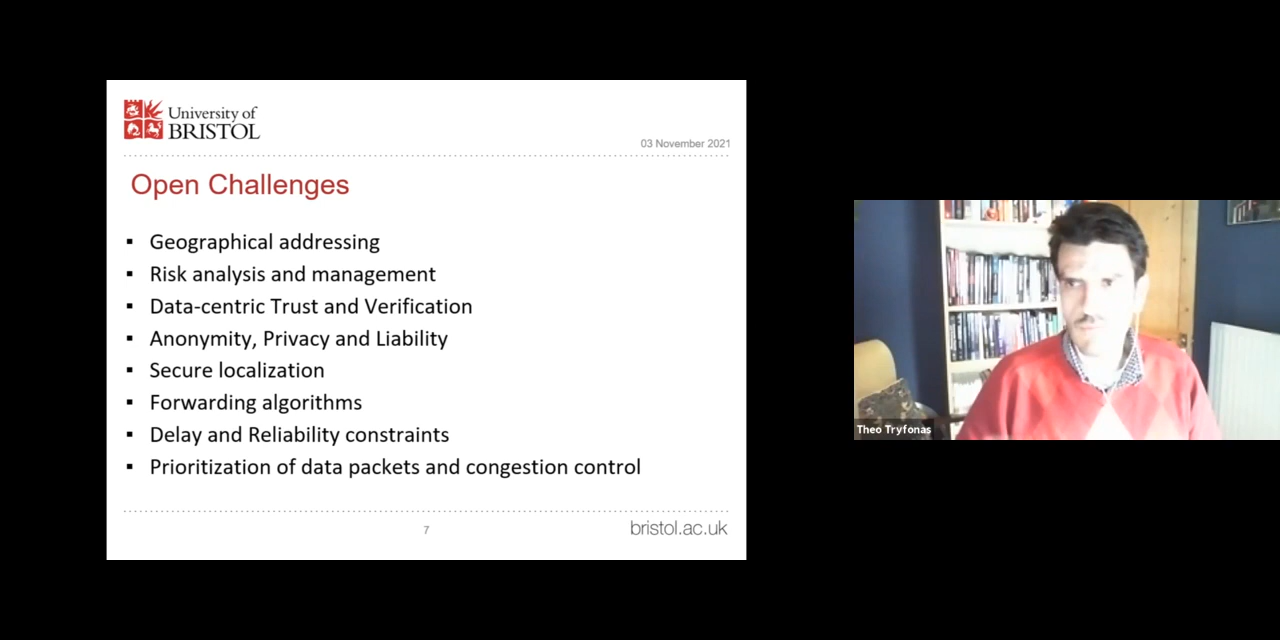 University of
BRISTOL
03 November 2021
Open Challenges
▪ Geographical addressing
▪ Risk analysis and management
▪ Data-centric Trust and Verification
▪ Anonymity, Privacy and Liability
▪ Secure localization
▪ Forwarding algorithms
▪ Delay and Reliability constraints
▪ Prioritization of data packets and congestion control
7
bristol.ac.uk
Theo Tryfonas